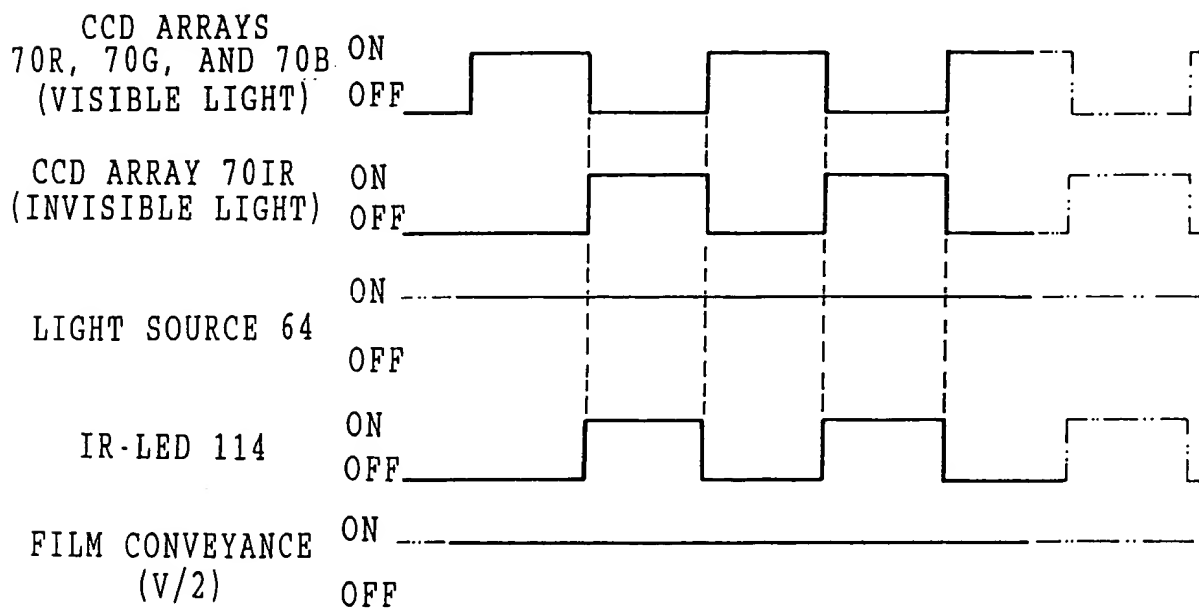 CCD ARRAYS
70R, 70G, AND 70B
(VISIBLE LIGHT)
ON
OFF
CCD ARRAY 70IR
(INVISIBLE LIGHT)
ON
OFF
LIGHT SOURCE 64
ON
OFF
IR-LED 114
ON
OFF
FILM CONVEYANCE
(V/2)
ON
OFF